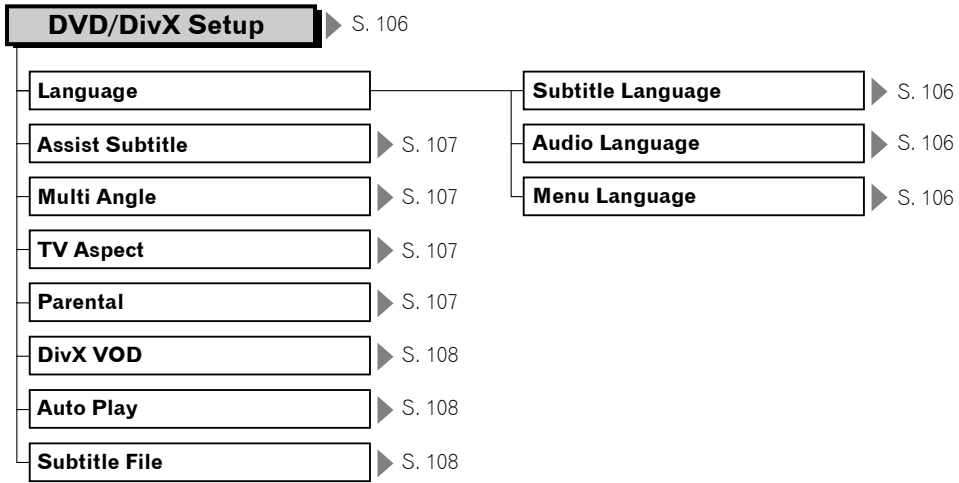 DVD/DivX Setup S. 106
Language
Subtitle Language S. 106
Assist Subtitle S. 107
Audio Language S. 106
Multi Angle S. 107
Menu Language S. 106
TV Aspect S. 107
Parental S. 107
DivX VOD S. 108
Auto Play S. 108
Subtitle File S. 108